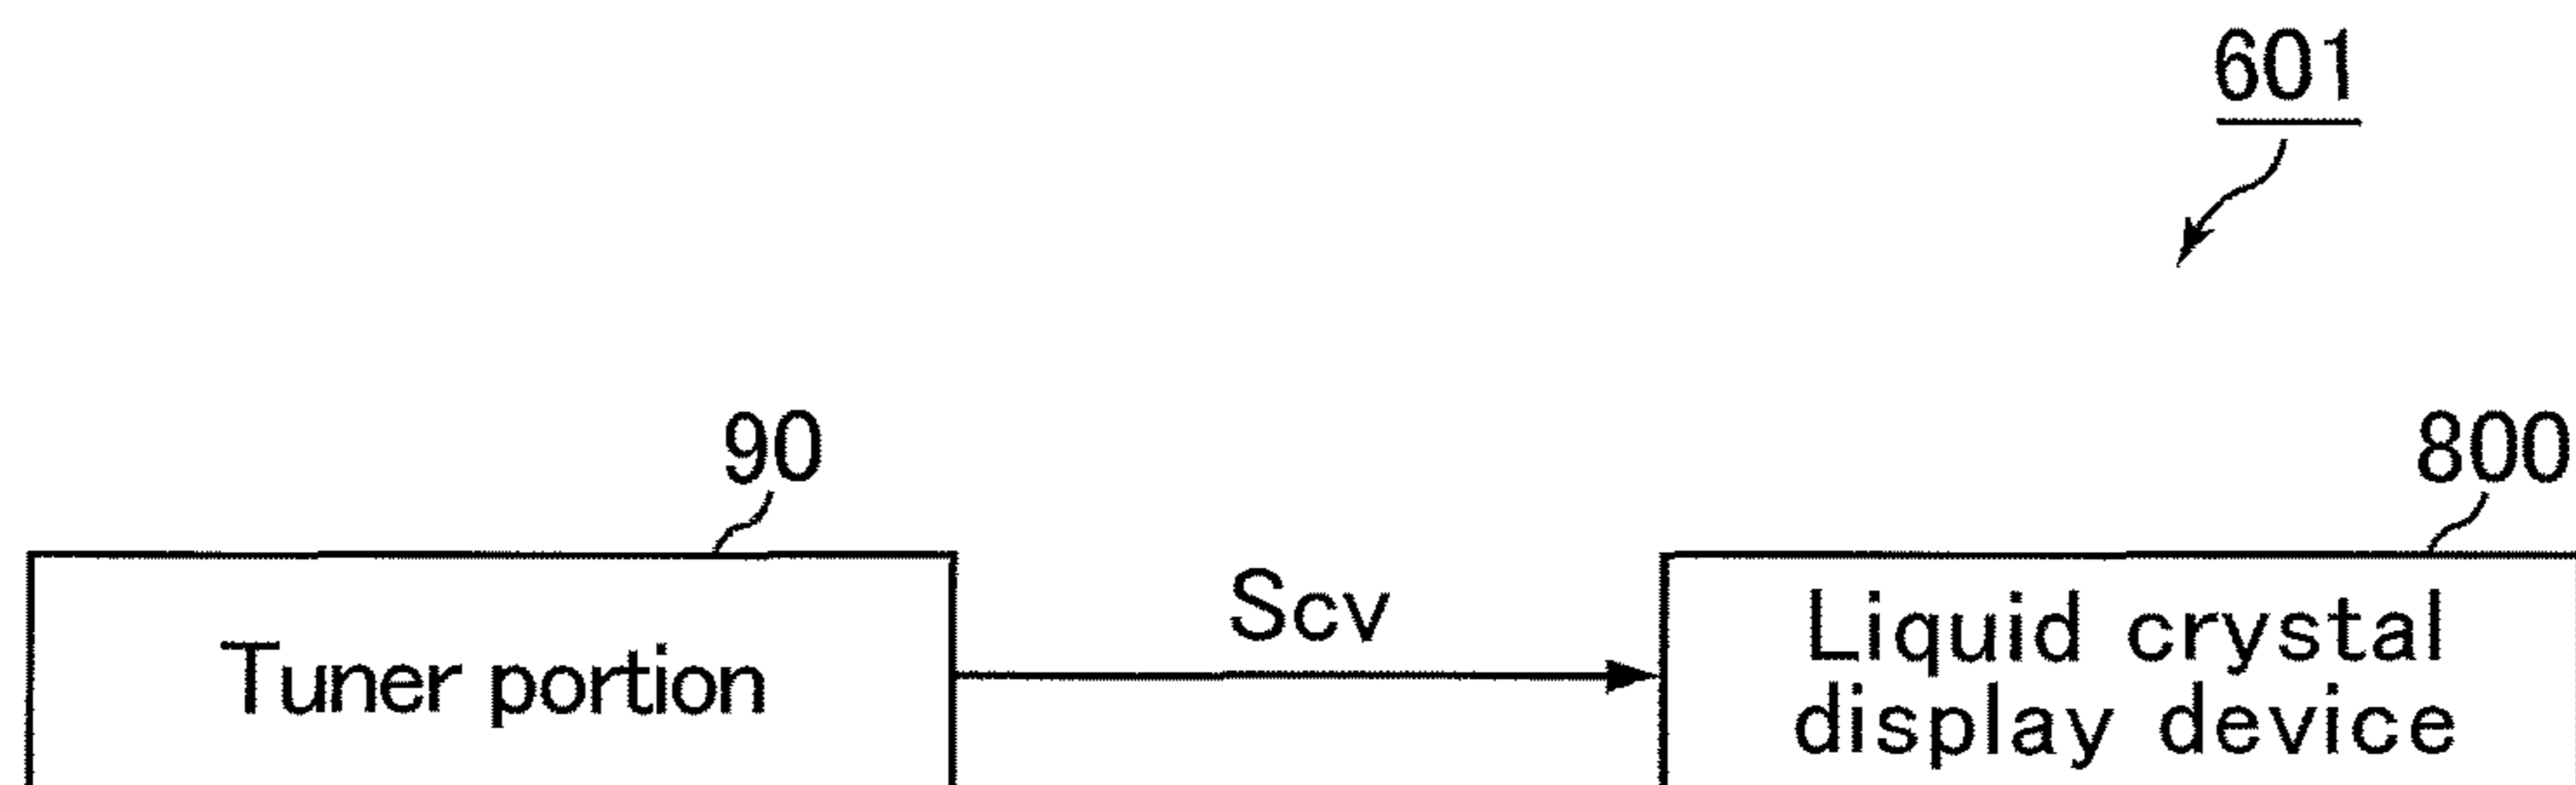 601
90
800
Tuner portion
Scv
Liquid crystal
display device